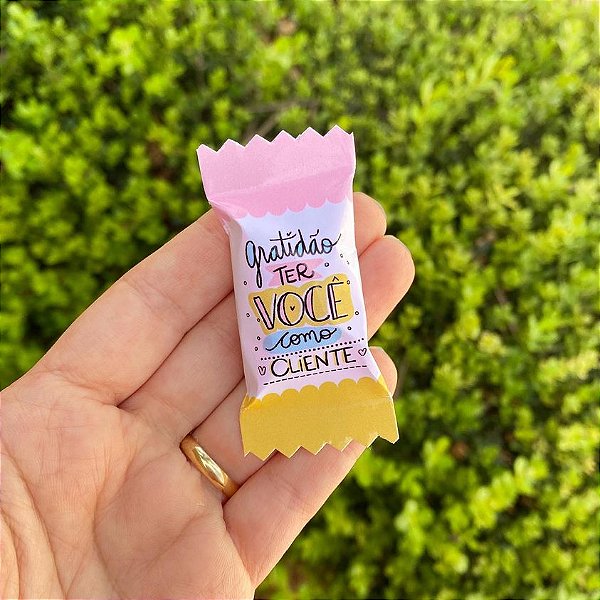 gratidão
TER
VOCÊ
como
CLIENTE